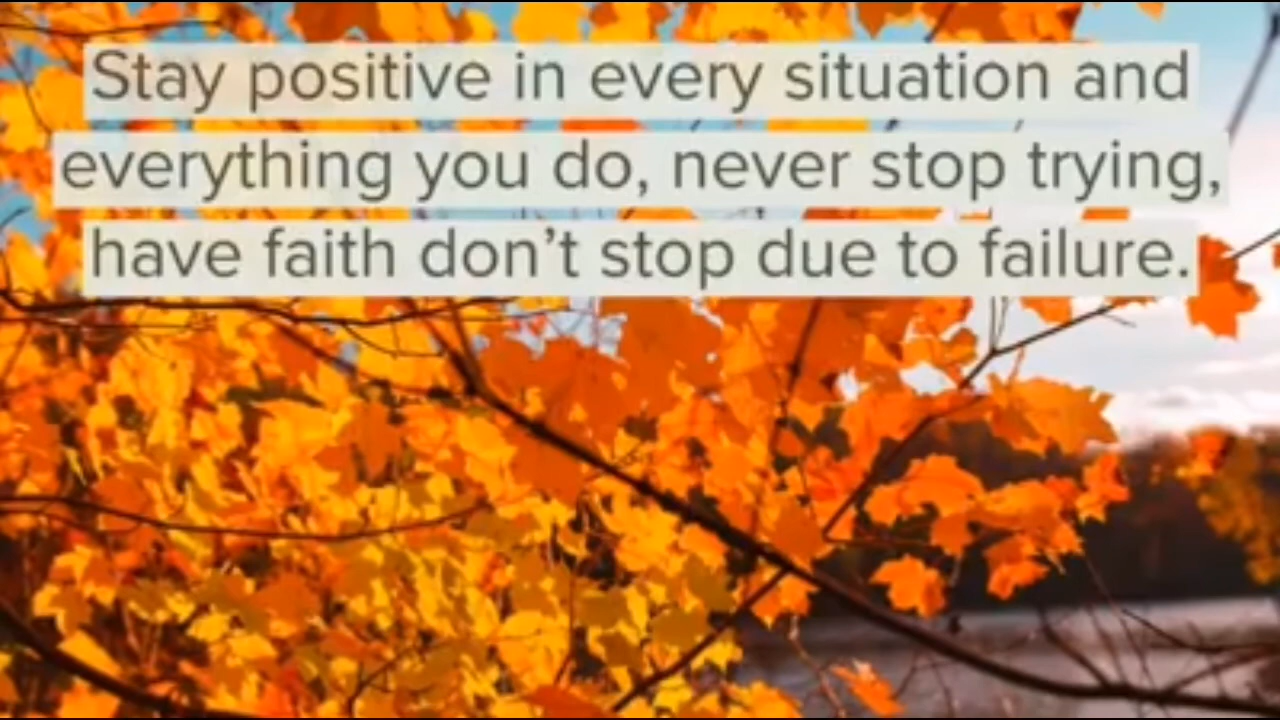 Stay positive in every situation and
everything you do, never stop trying,
have faith don’t stop due to failure.